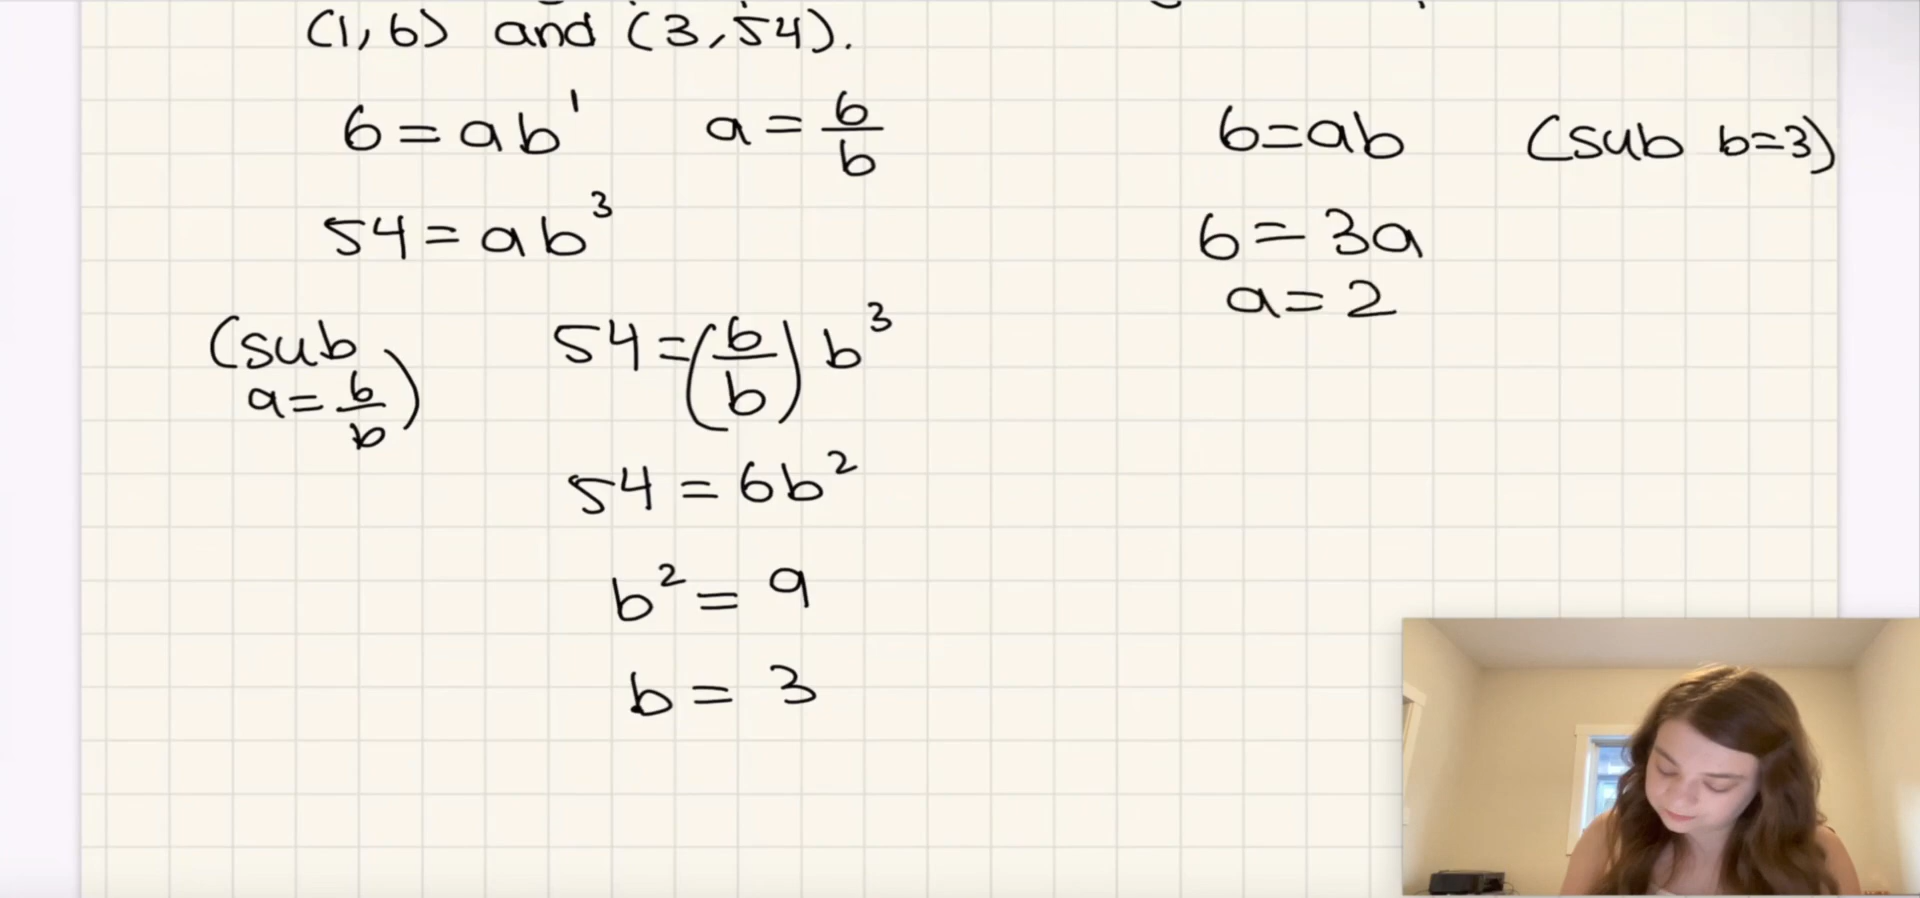 (1, 6) and (3, 54).
6 = ab¹
a = 6/b
54 = ab³
(sub a = 6/b)
54 = (6/b) b³
54 = 6b²
b² = 9
b = 3
6 = ab (sub b = 3)
6 = 3a
a = 2